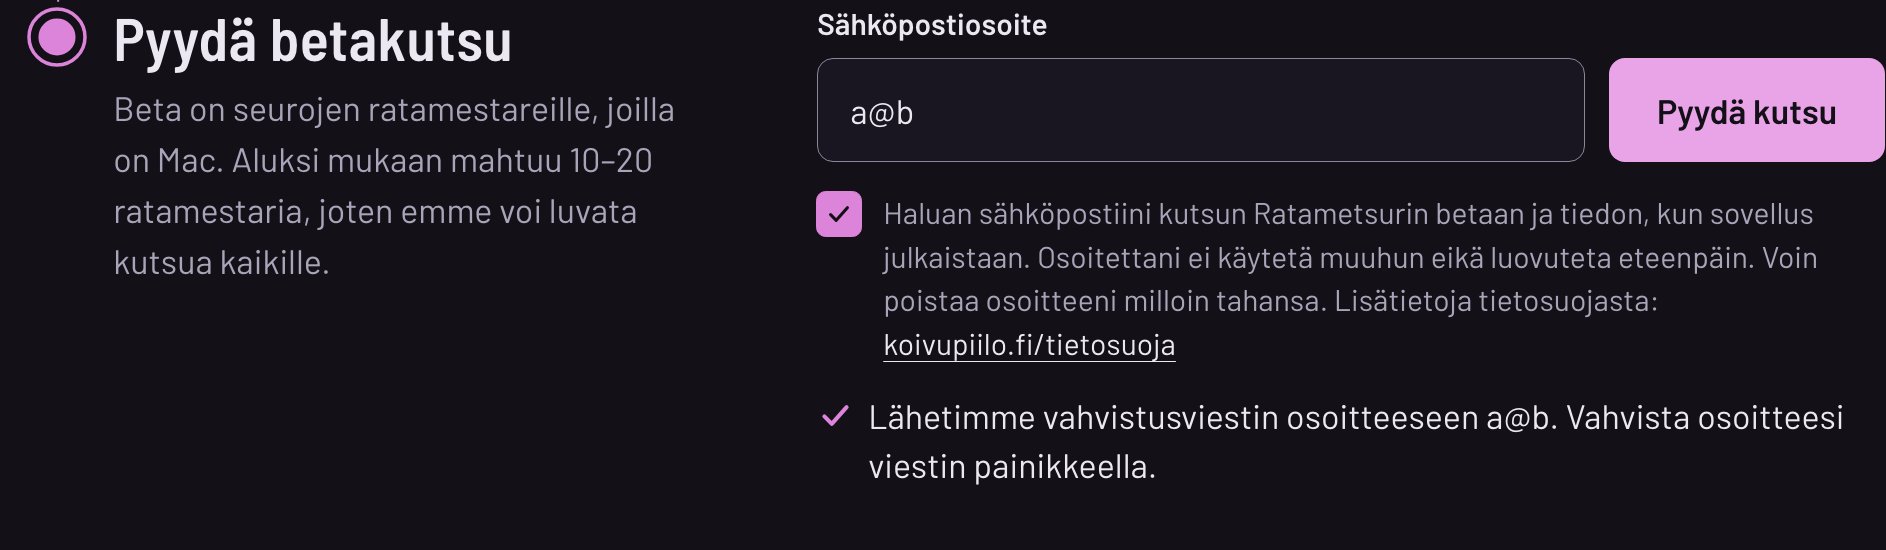 Pyydä betakutsu
Beta on seurojen ratamestareille, joilla
on Mac. Aluksi mukaan mahtuu 10–20
ratamestaria, joten emme voi luvata
kutsua kaikille.
Sähköpostiosoite
a@b
Pyydä kutsu
Haluan sähköpostiini kutsun Ratametsurin betaan ja tiedon, kun sovellus
julkaistaan. Osoitettani ei käytetä muuhun eikä luovuteta eteenpäin. Voin
poistaa osoitteeni milloin tahansa. Lisätietoja tietosuojasta:
koivupiilo.fi/tietosuoja
Lähetimme vahvistusviestin osoitteeseen a@b. Vahvista osoitteesi
viestin painikkeella.